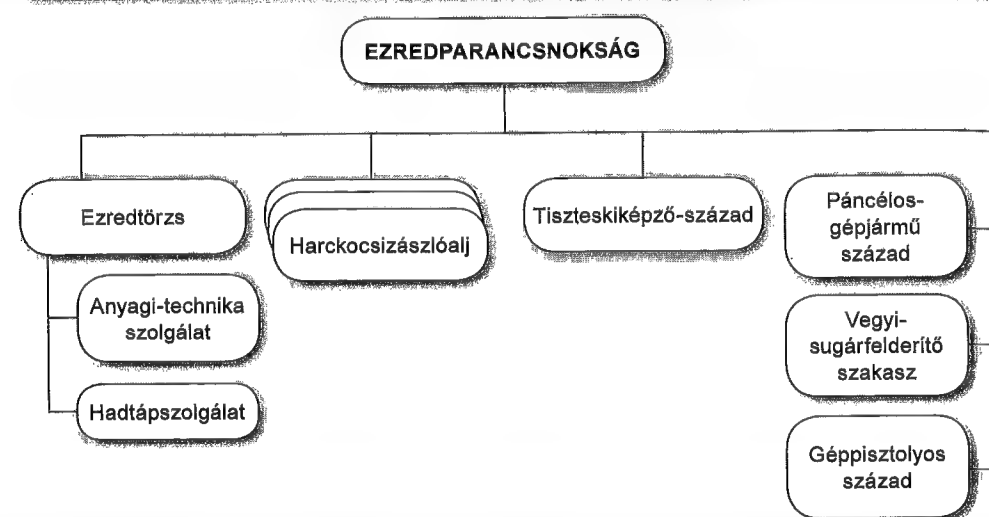 EZREDPARANCSNOKSÁG
Ezredtörzs
Anyagi-technika
szolgálat
Hadtápszolgálat
Harckocsizászlóalj
Tiszteskiképző-század
Páncélos-
gépjármű
század
Vegyi-
sugárfelderítő
szakasz
Géppisztolyos
század